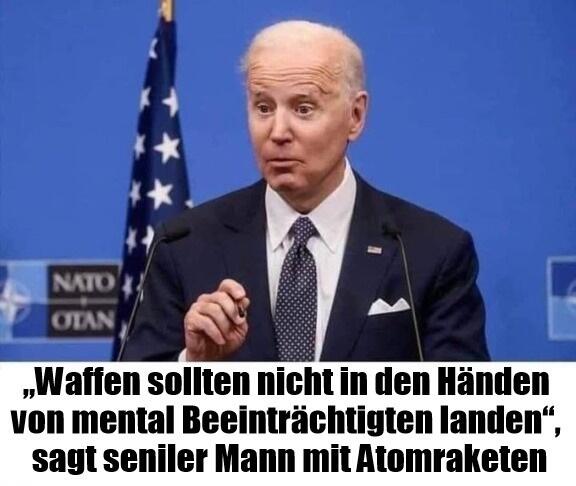 NATO
OTAN
„Waffen sollten nicht in den Händen
von mental Beeinträchtigten landen“,
sagt seniler Mann mit Atomraketen